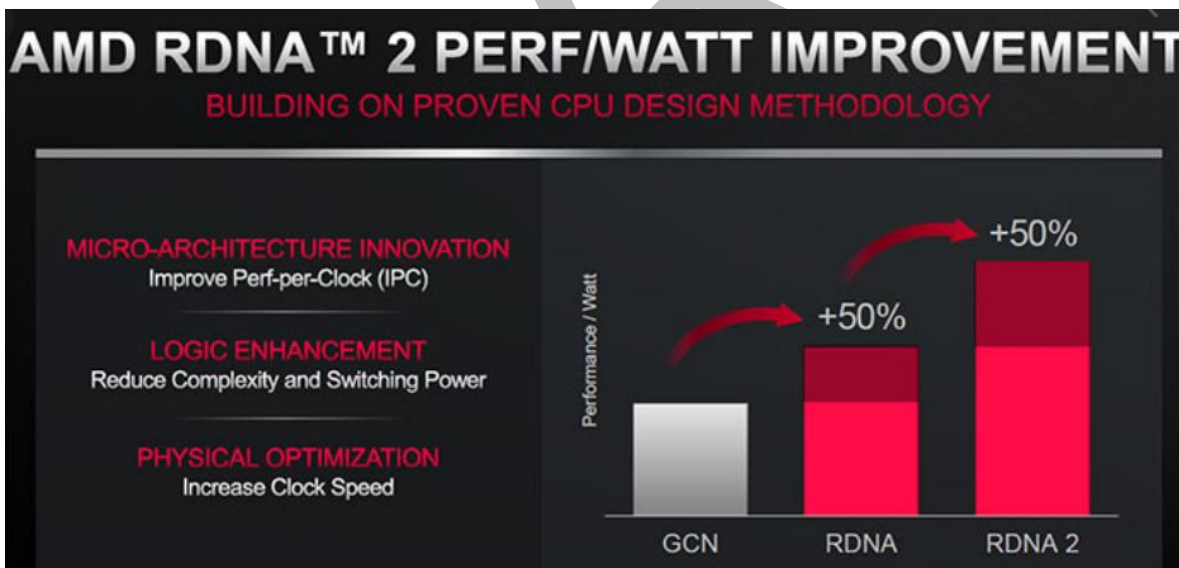 AMD RDNA™ 2 PERF/WATT IMPROVEMENT
BUILDING ON PROVEN CPU DESIGN METHODOLOGY
MICRO-ARCHITECTURE INNOVATION
Improve Perf-per-Clock (IPC)
LOGIC ENHANCEMENT
Reduce Complexity and Switching Power
PHYSICAL OPTIMIZATION
Increase Clock Speed
Performance / Watt
+50%
+50%
GCN
RDNA
RDNA 2